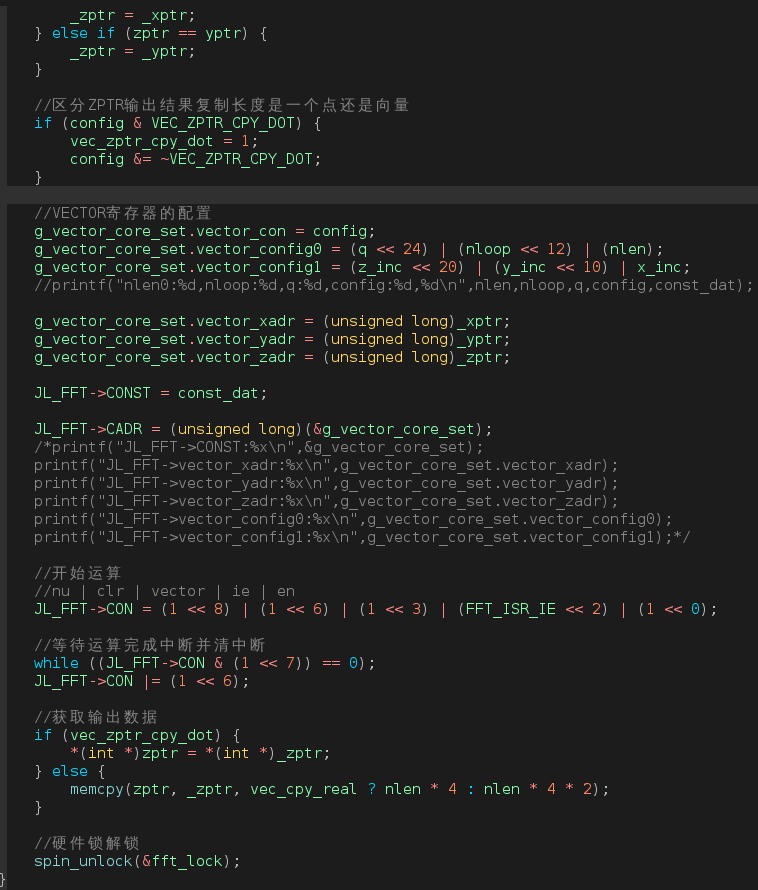 _zptr = _xptr;
} else if (zptr == yptr) {
_zptr = _yptr;
}
//区分ZPTR输出结果复制长度是一个点还是向量
if (config & VEC_ZPTR_CPY_DOT) {
vec_zptr_cpy_dot = 1;
config &= ~VEC_ZPTR_CPY_DOT;
}
//VECTOR寄存器的配置
g_vector_core_set.vector_con = config;
g_vector_core_set.vector_config0 = (q << 24) | (nloop << 12) | (nlen);
g_vector_core_set.vector_config1 = (z_inc << 20) | (y_inc << 10) | x_inc;
//printf("nlen0:%d,nloop:%d,q:%d,config:%d,%d\n",nlen,nloop,q,config,const_dat);
g_vector_core_set.vector_xadr = (unsigned long)_xptr;
g_vector_core_set.vector_yadr = (unsigned long)_yptr;
g_vector_core_set.vector_zadr = (unsigned long)_zptr;
JL_FFT->CONST = const_dat;
JL_FFT->CADR = (unsigned long)(&g_vector_core_set);
/*printf("JL_FFT->CONST:%x\n",&g_vector_core_set);
printf("JL_FFT->vector_xadr:%x\n",g_vector_core_set.vector_xadr);
printf("JL_FFT->vector_yadr:%x\n",g_vector_core_set.vector_yadr);
printf("JL_FFT->vector_zadr:%x\n",g_vector_core_set.vector_zadr);
printf("JL_FFT->vector_config0:%x\n",g_vector_core_set.vector_config0);
printf("JL_FFT->vector_config1:%x\n",g_vector_core_set.vector_config1);*/
//开始运算
//nu | clr | vector | ie | en
JL_FFT->CON = (1 << 8) | (1 << 6) | (1 << 3) | (FFT_ISR_IE << 2) | (1 << 0);
//等待运算完成中断并清中断
while ((JL_FFT->CON & (1 << 7)) == 0);
JL_FFT->CON |= (1 << 6);
//获取输出数据
if (vec_zptr_cpy_dot) {
*(int *)zptr = *(int *)_zptr;
} else {
memcpy(zptr, _zptr, vec_cpy_real ? nlen * 4 : nlen * 4 * 2);
}
//硬件锁解锁
spin_unlock(&fft_lock);
}